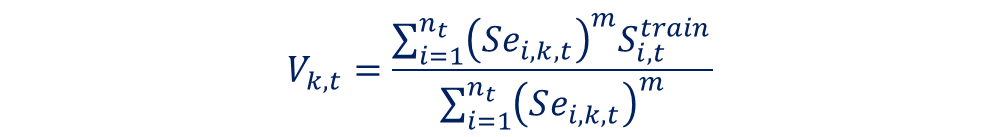 V_{k,t} = \frac{\sum_{i=1}^{n_t} (Se_{i,k,t})^m S_{i,t}^{train}}{\sum_{i=1}^{n_t} (Se_{i,k,t})^m}